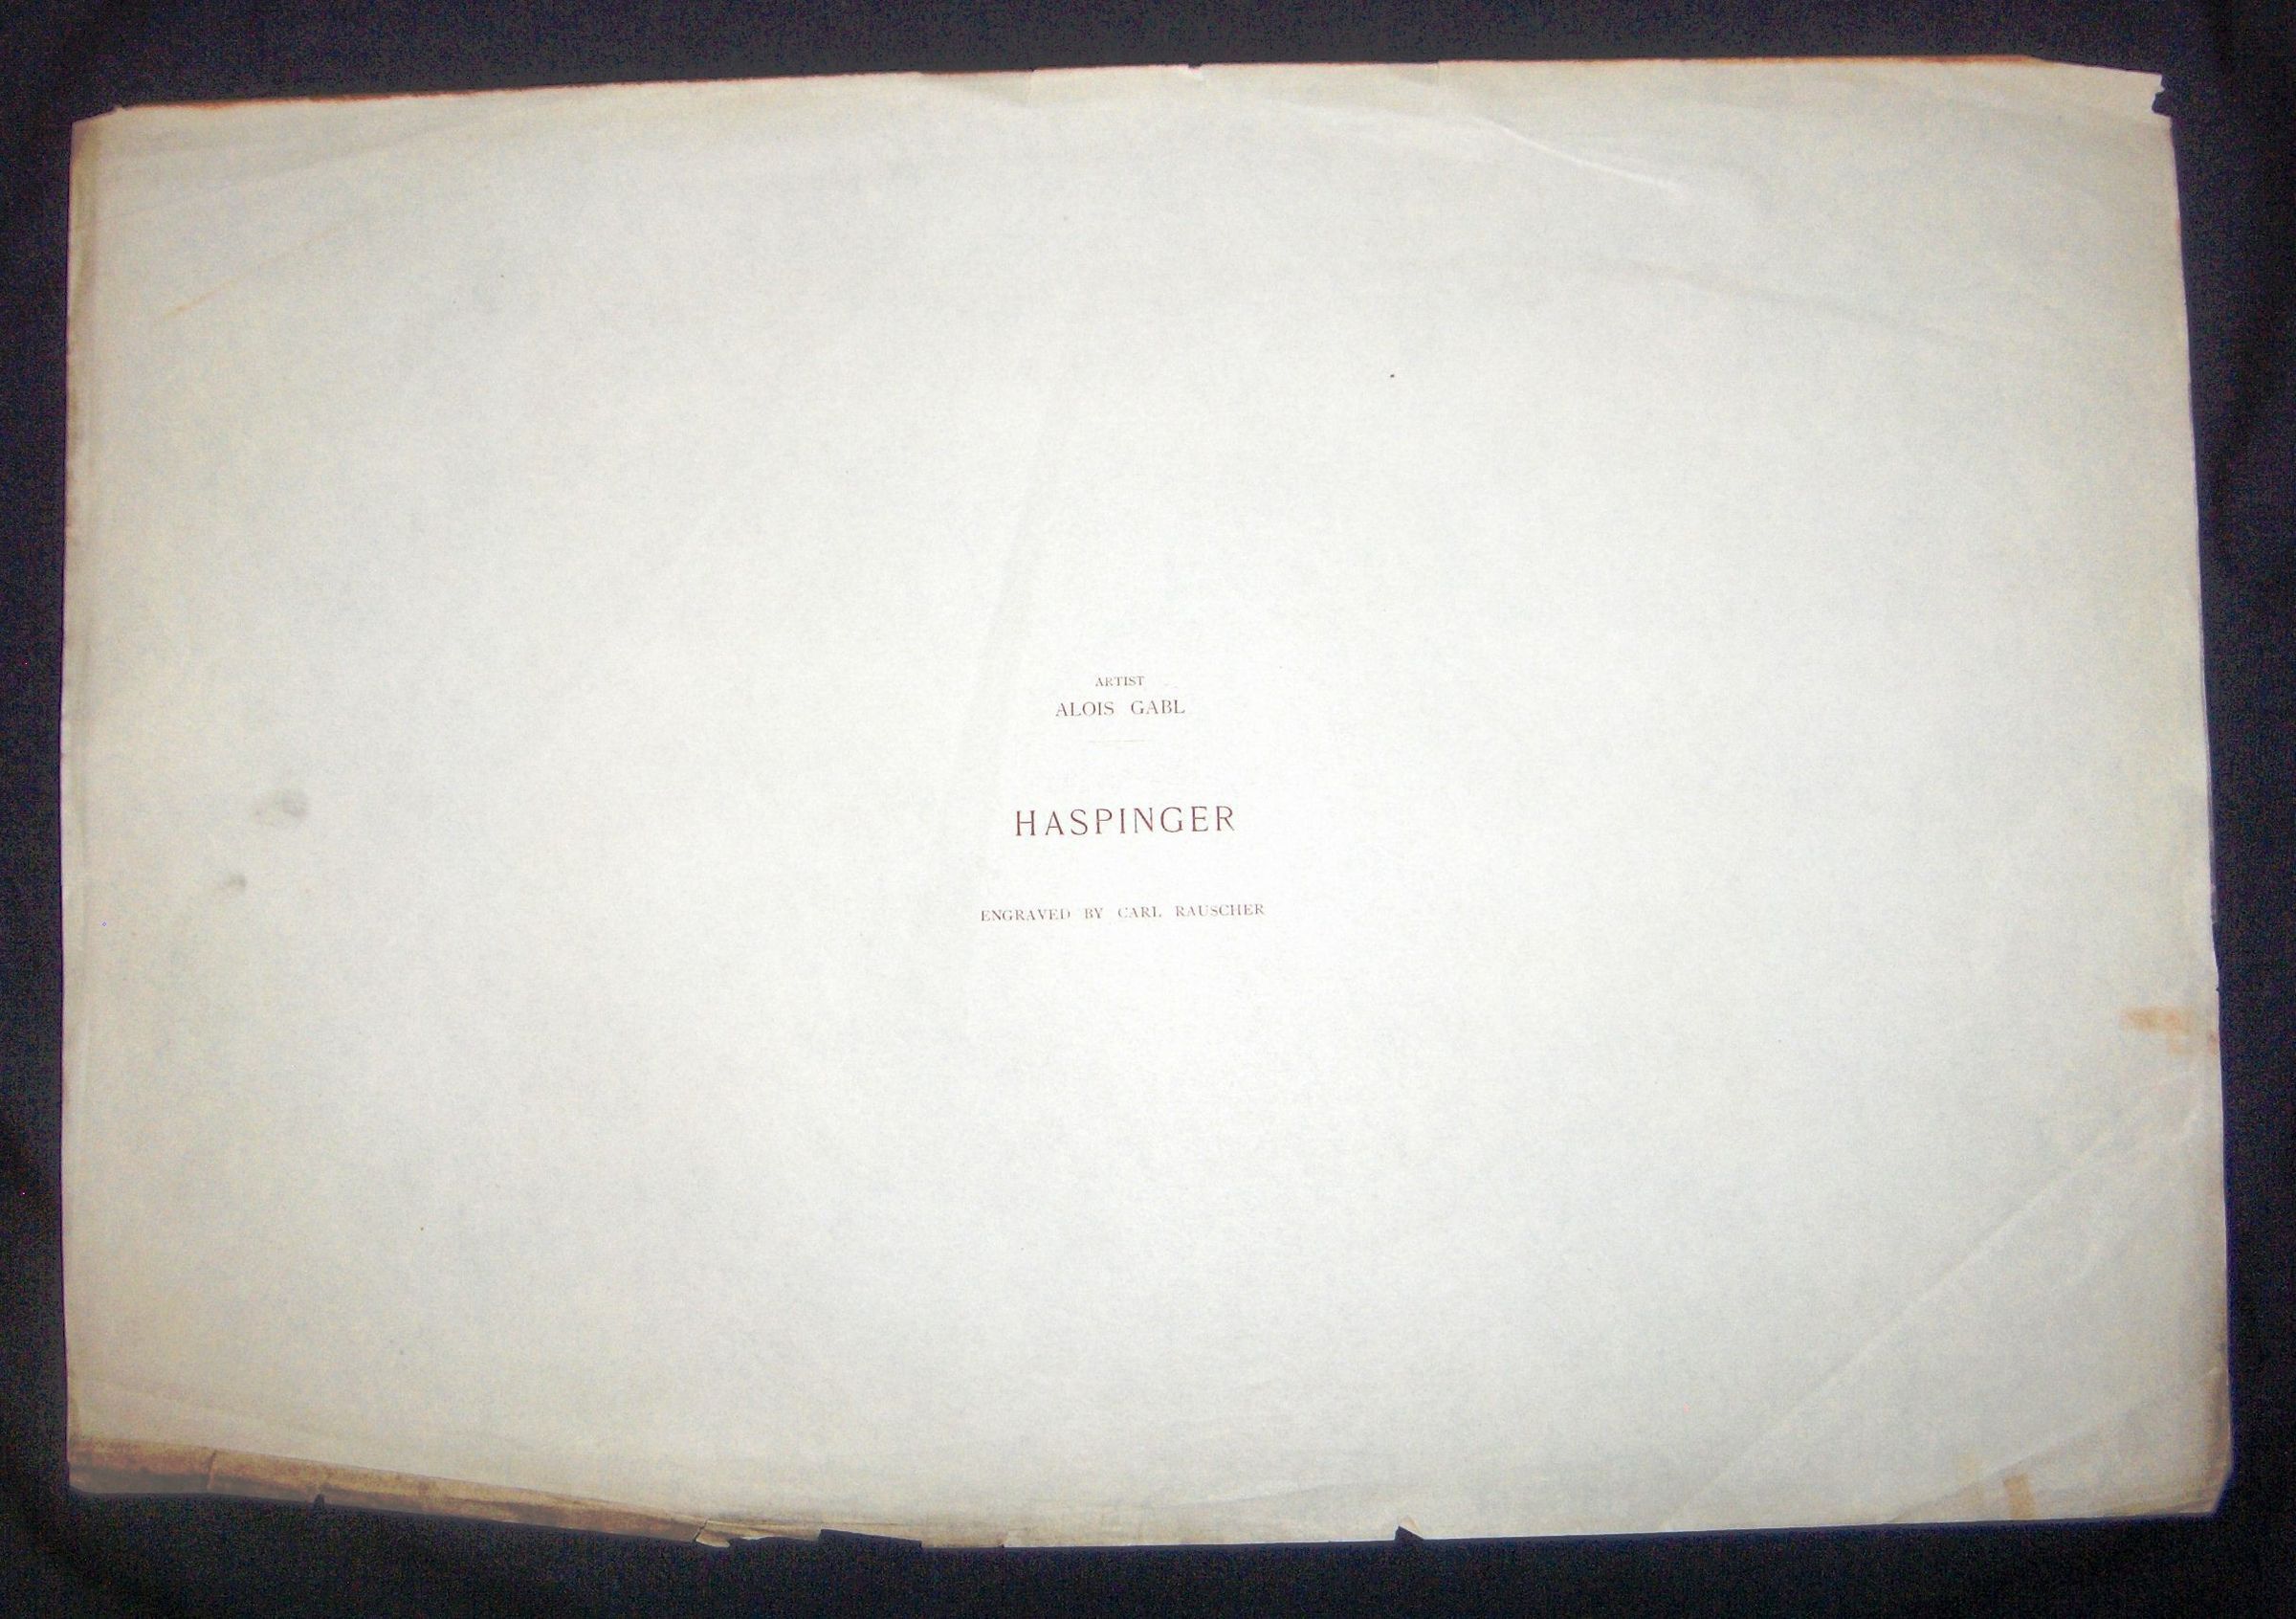 ARTIST
ALOIS GABL
HASPINGER
ENGRAVED BY CARL RAUSCHER